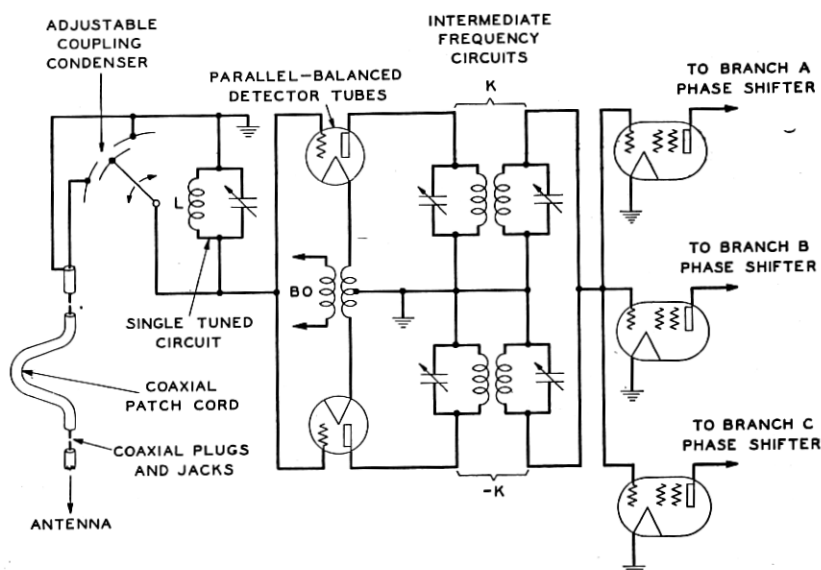 ADJUSTABLE
COUPLING
CONDENSER
INTERMEDIATE
FREQUENCY
CIRCUITS
K
PARALLEL-BALANCED
DETECTOR TUBES
TO BRANCH A
PHASE SHIFTER
L
BO
SINGLE TUNED
CIRCUIT
TO BRANCH B
PHASE SHIFTER
COAXIAL
PATCH CORD
COAXIAL PLUGS
AND JACKS
ANTENNA
-K
TO BRANCH C
PHASE SHIFTER